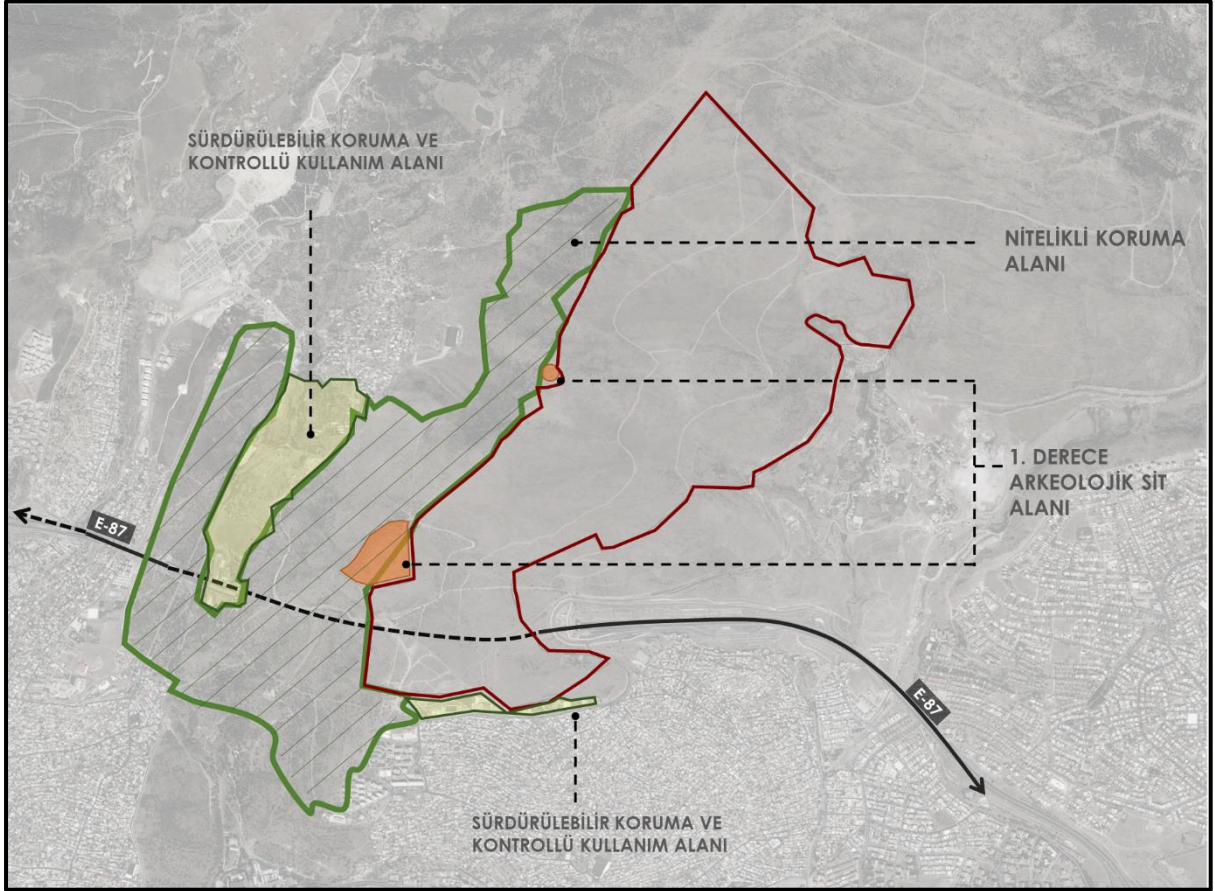 SÜRDÜRÜLEBİLİR KORUMA VE
KONTROLLÜ KULLANIM ALANI
NİTELİKLİ KORUMA
ALANI
1. DERECE
ARKEOLOJİK SİT
ALANI
E-87
E-87
SÜRDÜRÜLEBİLİR KORUMA VE
KONTROLLÜ KULLANIM ALANI